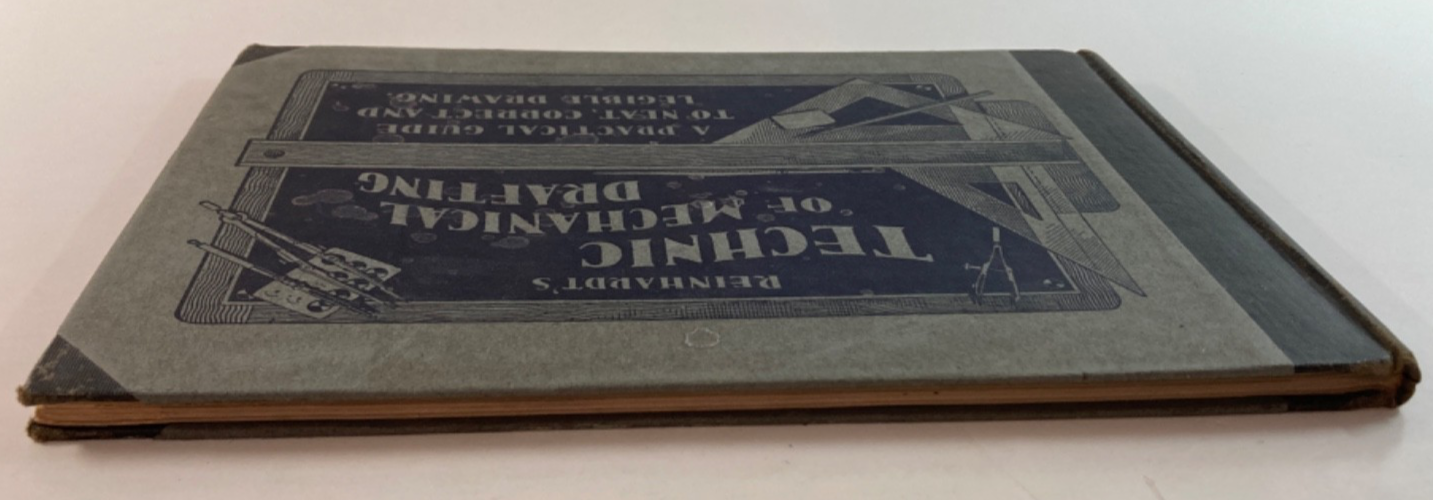 REINHARDT'S
TECHNIC
OF MECHANICAL
DRAFTING
A PRACTICAL GUIDE
TO NEAT, CORRECT AND
LEGIBLE DRAWING.